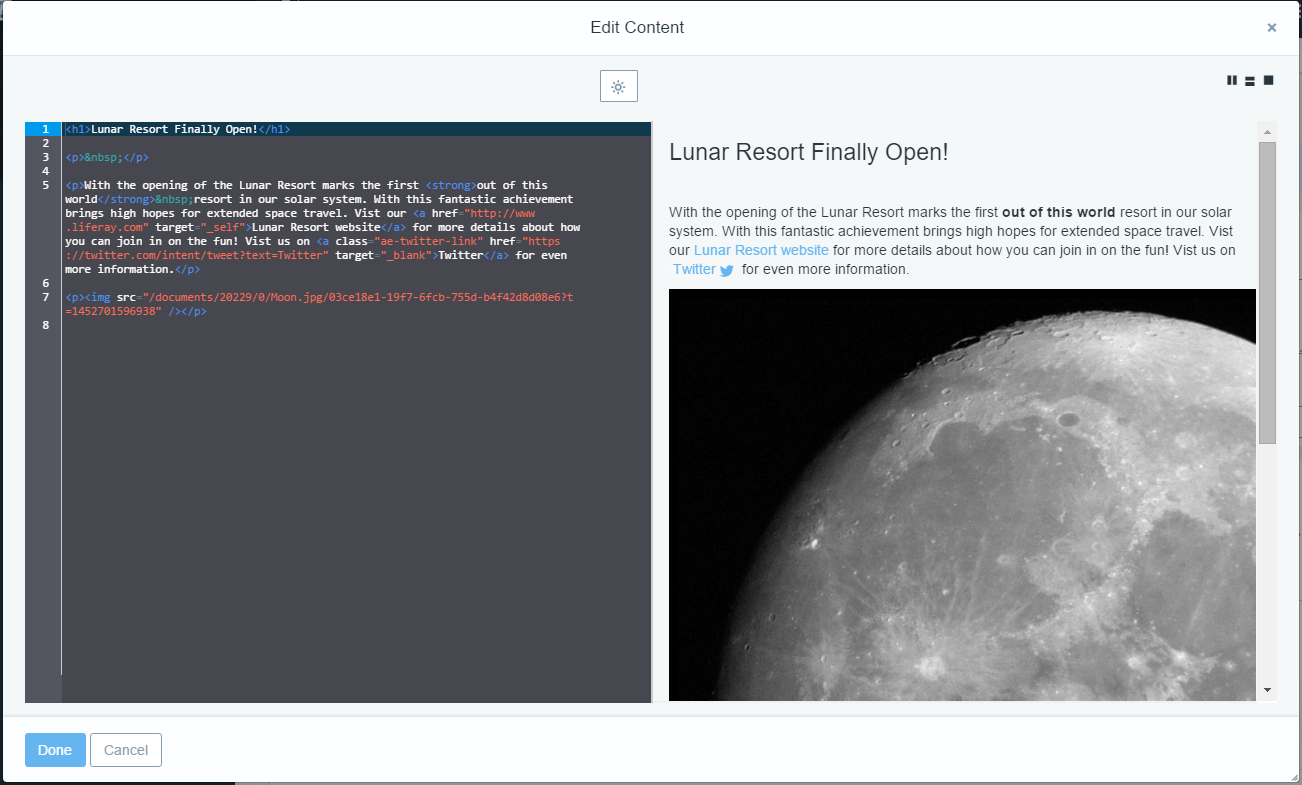 Edit Content
×
1 <h1>Lunar Resort Finally Open!</h1>
2
3 <p>&nbsp;</p>
4
5 <p>With the opening of the Lunar Resort marks the first <strong>out of this
world</strong>&nbsp;resort in our solar system. With this fantastic achievement
brings high hopes for extended space travel. Vist our <a href="http://www
.liferay.com" target="_self">Lunar Resort website</a> for more details about how
you can join in on the fun! Vist us on <a class="ae-twitter-link" href="https
://twitter.com/intent/tweet?text=Twitter" target="_blank">Twitter</a> for even
more information.</p>
6
7 <p><img src="/documents/20229/0/Moon.jpg/03ce18e1-19f7-6fcb-755d-b4f42d8d08e6?t
=1452701596938" /></p>
8
Lunar Resort Finally Open!
With the opening of the Lunar Resort marks the first out of this world resort in our solar
system. With this fantastic achievement brings high hopes for extended space travel. Vist
our Lunar Resort website for more details about how you can join in on the fun! Vist us on
Twitter for even more information.
Done
Cancel